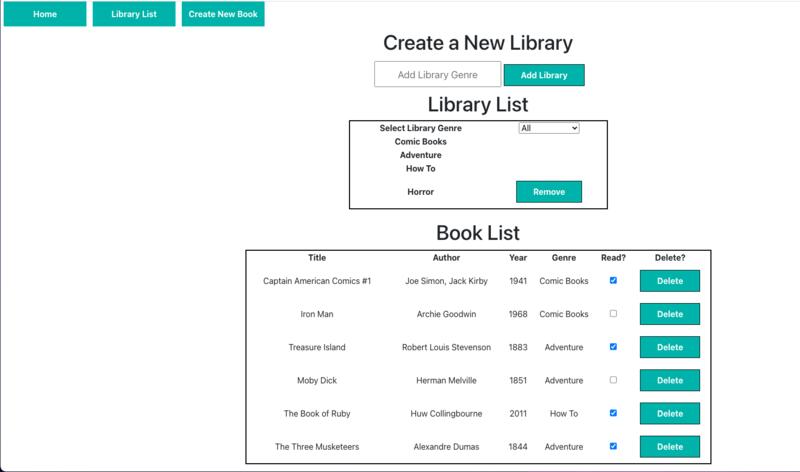 Home Library List Create New Book
Create a New Library
Add Library Genre Add Library
Library List
Select Library Genre All
Comic Books
Adventure
How To
Horror Remove
Book List
Title Author Year Genre Read? Delete?
Captain American Comics #1 Joe Simon, Jack Kirby 1941 Comic Books Delete
Iron Man Archie Goodwin 1968 Comic Books Delete
Treasure Island Robert Louis Stevenson 1883 Adventure Delete
Moby Dick Herman Melville 1851 Adventure Delete
The Book of Ruby Huw Collingbourne 2011 How To Delete
The Three Musketeers Alexandre Dumas 1844 Adventure Delete